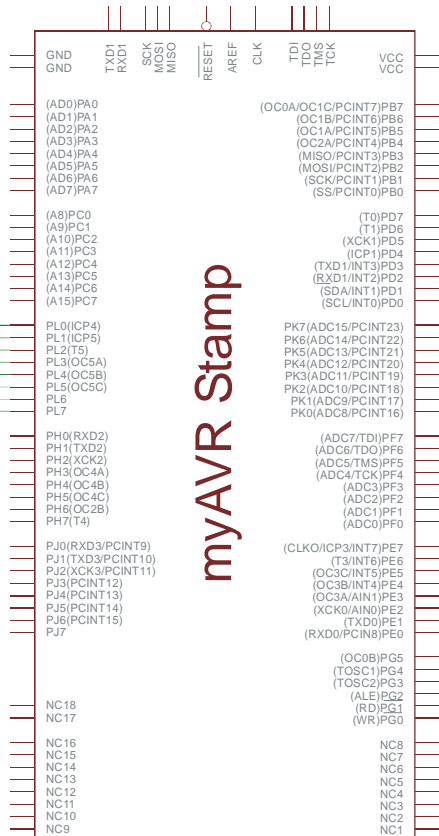 TXD1
RXD1
SCK
MOSI
MISO
RESET
AREF
CLK
TDI
TDO
TMS
TCK
GND
GND
VCC
VCC
(AD0)PA0
(AD1)PA1
(AD2)PA2
(AD3)PA3
(AD4)PA4
(AD5)PA5
(AD6)PA6
(AD7)PA7
(A8)PC0
(A9)PC1
(A10)PC2
(A11)PC3
(A12)PC4
(A13)PC5
(A14)PC6
(A15)PC7
PL0(ICP4)
PL1(ICP5)
PL2(T5)
PL3(OC5A)
PL4(OC5B)
PL5(OC5C)
PL6
PL7
PH0(RXD2)
PH1(TXD2)
PH2(XCK2)
PH3(OC4A)
PH4(OC4B)
PH5(OC4C)
PH6(OC2B)
PH7(T4)
PJ0(RXD3/PCINT9)
PJ1(TXD3/PCINT10)
PJ2(XCK3/PCINT11)
PJ3(PCINT12)
PJ4(PCINT13)
PJ5(PCINT14)
PJ6(PCINT15)
PJ7
NC18
NC17
NC16
NC15
NC14
NC13
NC12
NC11
NC10
NC9
myAVR Stamp
(OC0A/OC1C/PCINT7)PB7
(OC1B/PCINT6)PB6
(OC1A/PCINT5)PB5
(OC2A/PCINT4)PB4
(MISO/PCINT3)PB3
(MOSI/PCINT2)PB2
(SCK/PCINT1)PB1
(SS/PCINT0)PB0
(T0)PD7
(T1)PD6
(XCK1)PD5
(ICP1)PD4
(TXD1/INT3)PD3
(RXD1/INT2)PD2
(SDA/INT1)PD1
(SCL/INT0)PD0
PK7(ADC15/PCINT23)
PK6(ADC14/PCINT22)
PK5(ADC13/PCINT21)
PK4(ADC12/PCINT20)
PK3(ADC11/PCINT19)
PK2(ADC10/PCINT18)
PK1(ADC9/PCINT17)
PK0(ADC8/PCINT16)
(ADC7/TDI)PF7
(ADC6/TDO)PF6
(ADC5/TMS)PF5
(ADC4/TCK)PF4
(ADC3)PF3
(ADC2)PF2
(ADC1)PF1
(ADC0)PF0
(CLKO/ICP3/INT7)PE7
(T3/INT6)PE6
(OC3C/INT5)PE5
(OC3B/INT4)PE4
(OC3A/AIN1)PE3
(XCK0/AIN0)PE2
(TXD0)PE1
(RXD0/PCIN8)PE0
(OC0B)PG5
(TOSC1)PG4
(TOSC2)PG3
(ALE)PG2
(RD)PG1
(WR)PG0
NC8
NC7
NC6
NC5
NC4
NC3
NC2
NC1